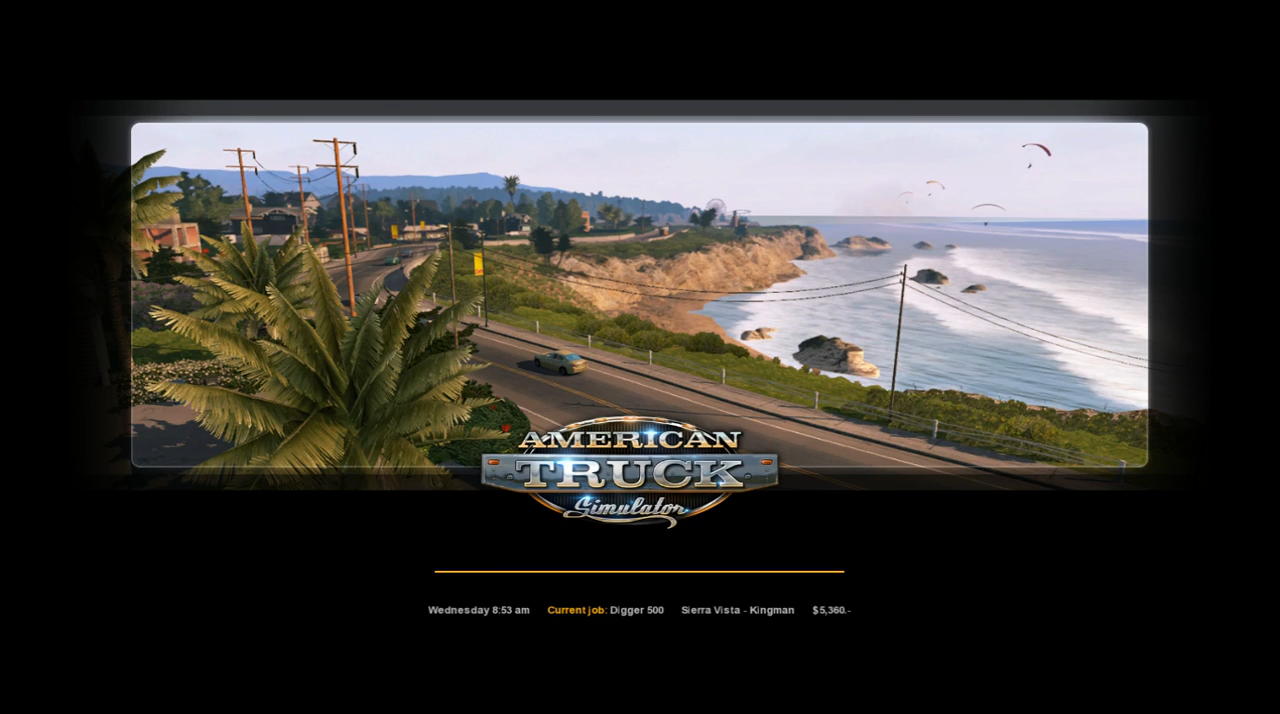 AMERICAN
TRUCK
Simulator
Wednesday 8:53 am Current job: Digger 500 Sierra Vista - Kingman $5,360.-